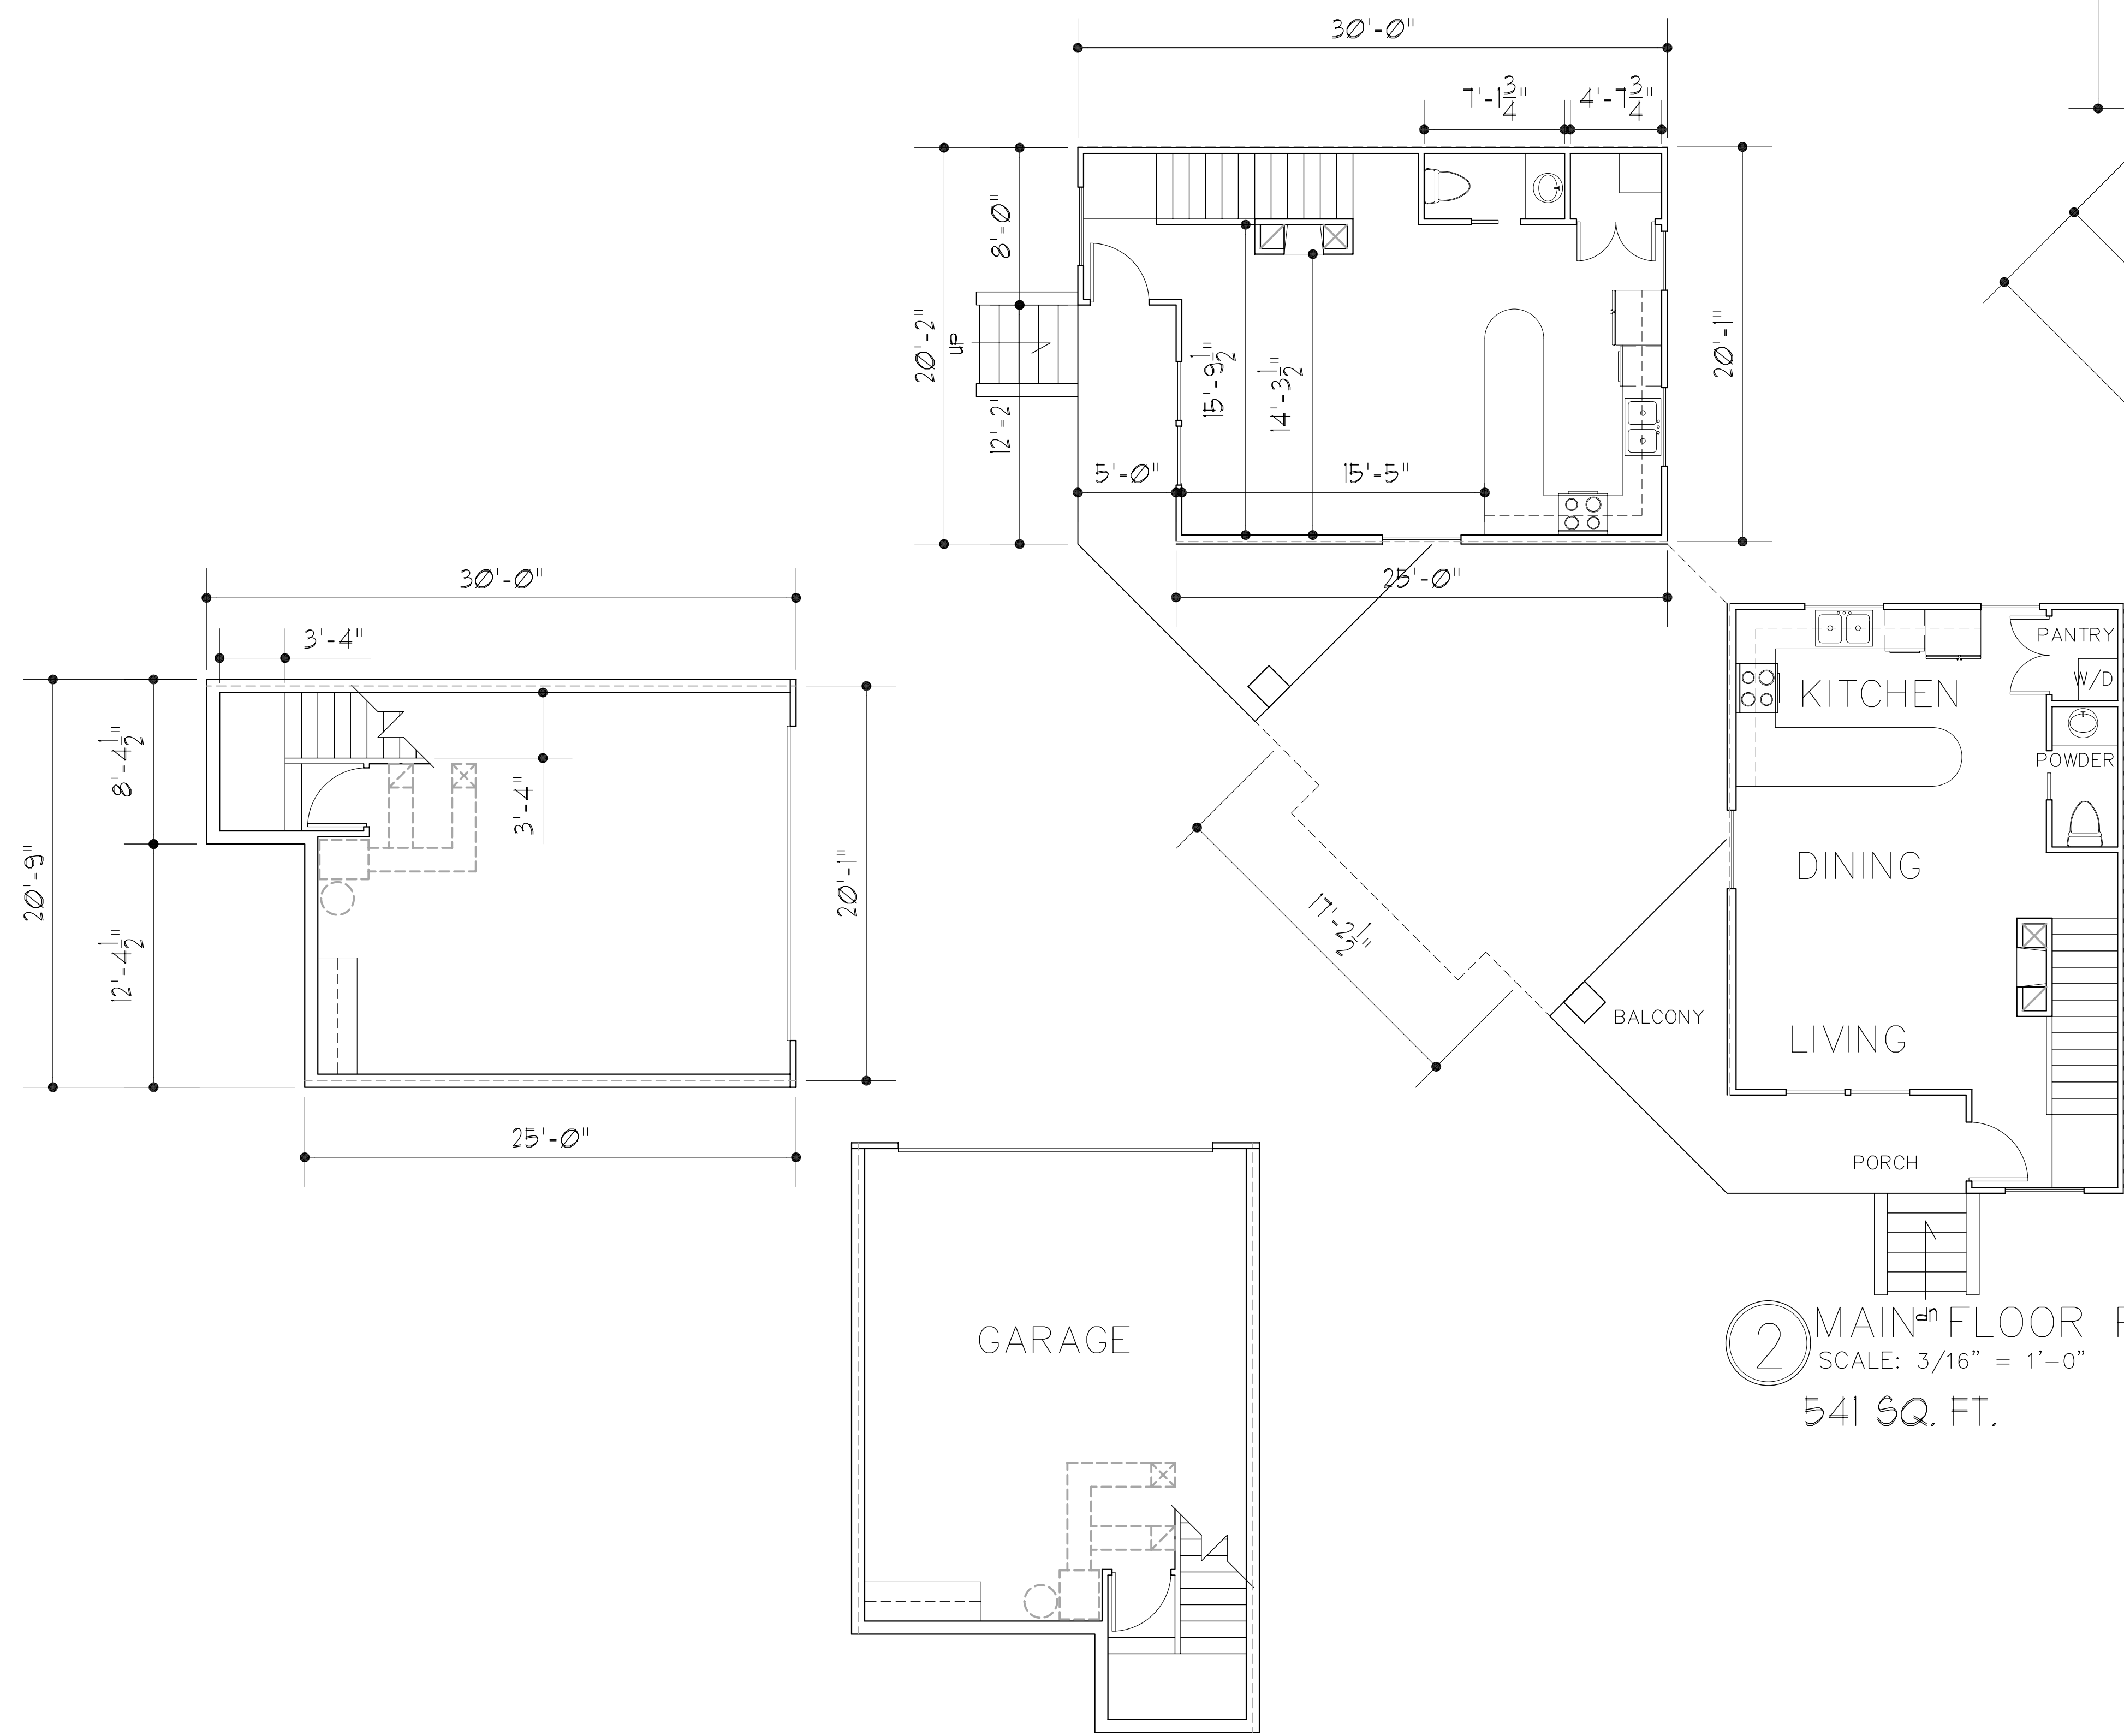 30'-0"
7'-1 3/4" 4'-7 3/4"
8'-0"
20'-2"
UP
12'-2"
15'-9 1/2"
14'-3 1/2"
20'-1"
5'-0" 15'-5"
25'-0"
30'-0"
3'-4"
8'-4 1/2"
3'-4"
20'-9"
20'-1"
12'-4 1/2"
25'-0"
17'-2 1/2"
PANTRY
W/D
KITCHEN
POWDER
DINING
BALCONY
LIVING
PORCH
dn
GARAGE
2 MAIN FLOOR P
SCALE: 3/16" = 1'-0"
541 SQ. FT.